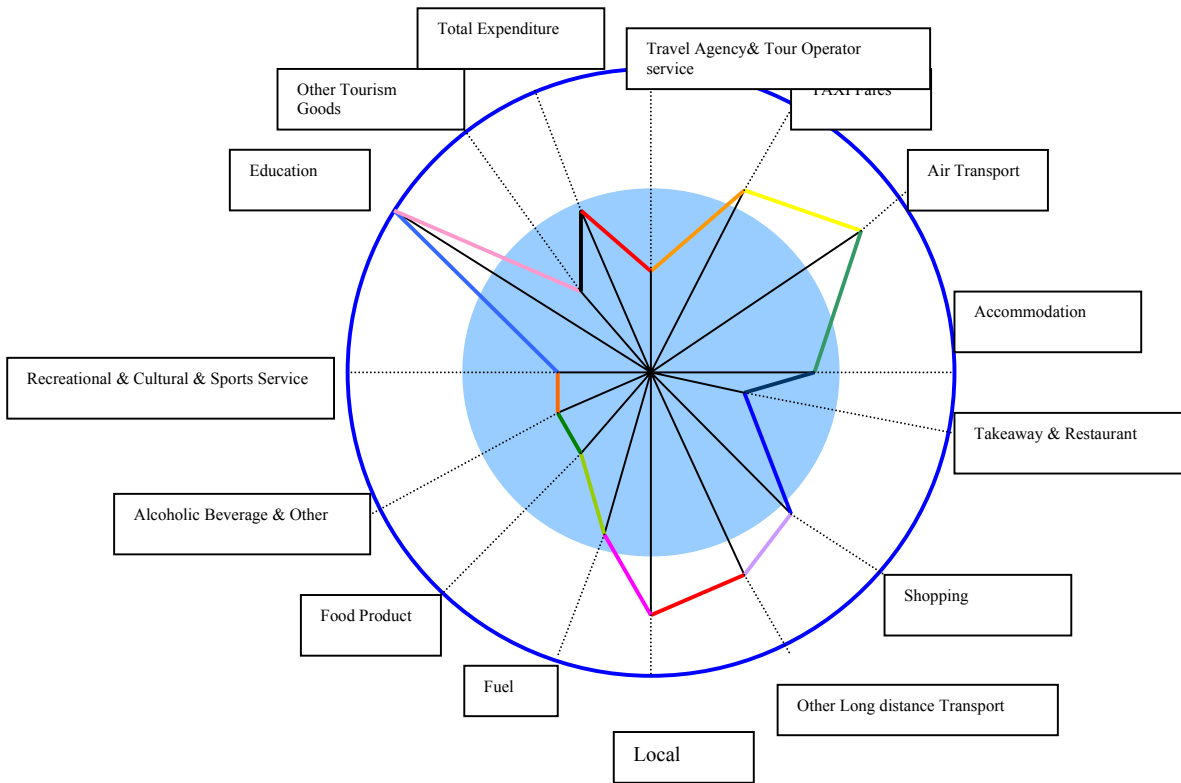 Total Expenditure
Travel Agency& Tour Operator
service
Other Tourism
Goods
Education
Air Transport
Accommodation
Recreational & Cultural & Sports Service
Takeaway & Restaurant
Alcoholic Beverage & Other
Shopping
Food Product
Fuel
Other Long distance Transport
Local